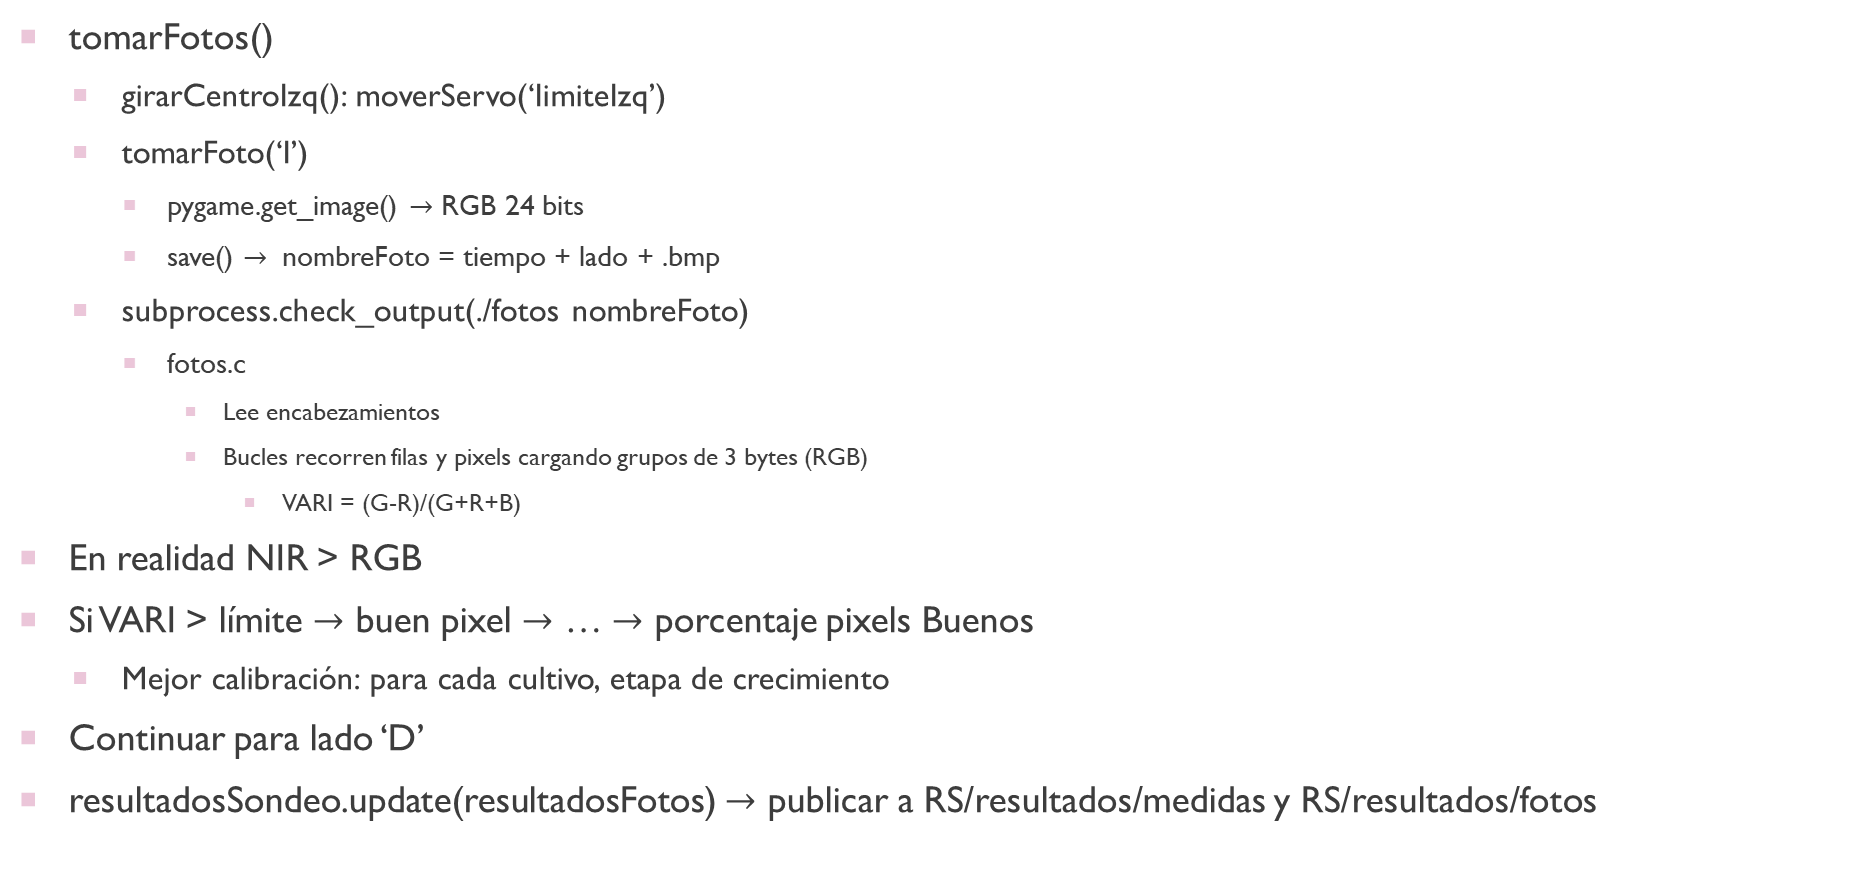 tomarFotos()
girarCentroIzq(): moverServo(‘limiteIzq’)
tomarFoto(‘I’)
pygame.get_image() → RGB 24 bits
save() → nombreFoto = tiempo + lado + .bmp
subprocess.check_output(./fotos nombreFoto)
fotos.c
Lee encabezamientos
Bucles recorren filas y pixels cargando grupos de 3 bytes (RGB)
VARI = (G-R)/(G+R+B)
En realidad NIR > RGB
Si VARI > límite → buen pixel → … → porcentaje pixels Buenos
Mejor calibración: para cada cultivo, etapa de crecimiento
Continuar para lado ‘D’
resultadosSondeo.update(resultadosFotos) → publicar a RS/resultados/medidas y RS/resultados/fotos